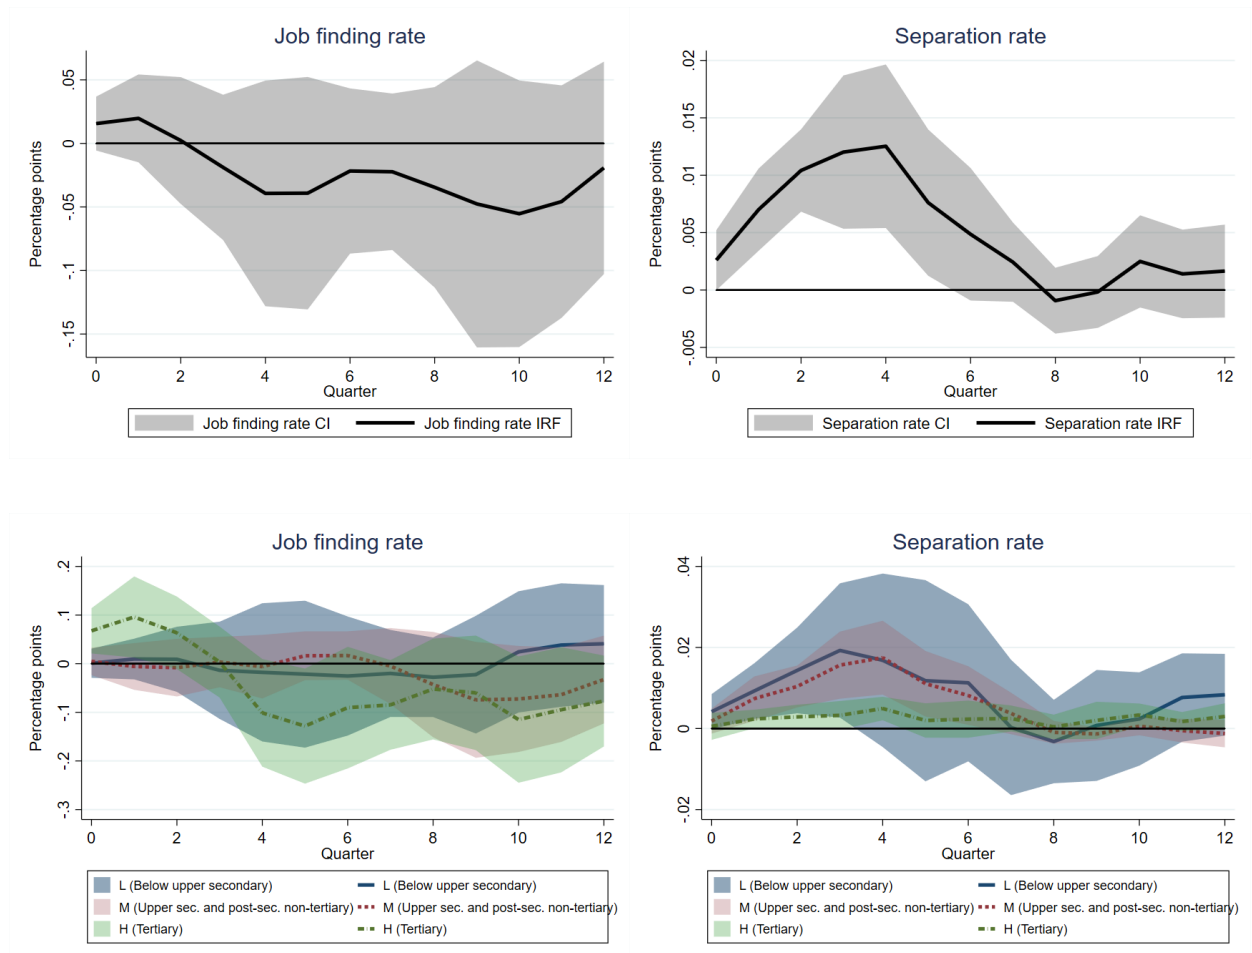 Job finding rate
Percentage points
.05
0
-.05
-.1
-.15
0 2 4 6 8 10 12
Quarter
Job finding rate CI Job finding rate IRF
Separation rate
Percentage points
.02
.015
.01
.005
0
-.005
0 2 4 6 8 10 12
Quarter
Separation rate CI Separation rate IRF
Job finding rate
Percentage points
.2
.1
0
-.1
-.2
-.3
0 2 4 6 8 10 12
Quarter
L (Below upper secondary) L (Below upper secondary)
M (Upper sec. and post-sec. non-tertiary) M (Upper sec. and post-sec. non-tertiary)
H (Tertiary) H (Tertiary)
Separation rate
Percentage points
.04
.02
0
-.02
0 2 4 6 8 10 12
Quarter
L (Below upper secondary) L (Below upper secondary)
M (Upper sec. and post-sec. non-tertiary) M (Upper sec. and post-sec. non-tertiary)
H (Tertiary) H (Tertiary)